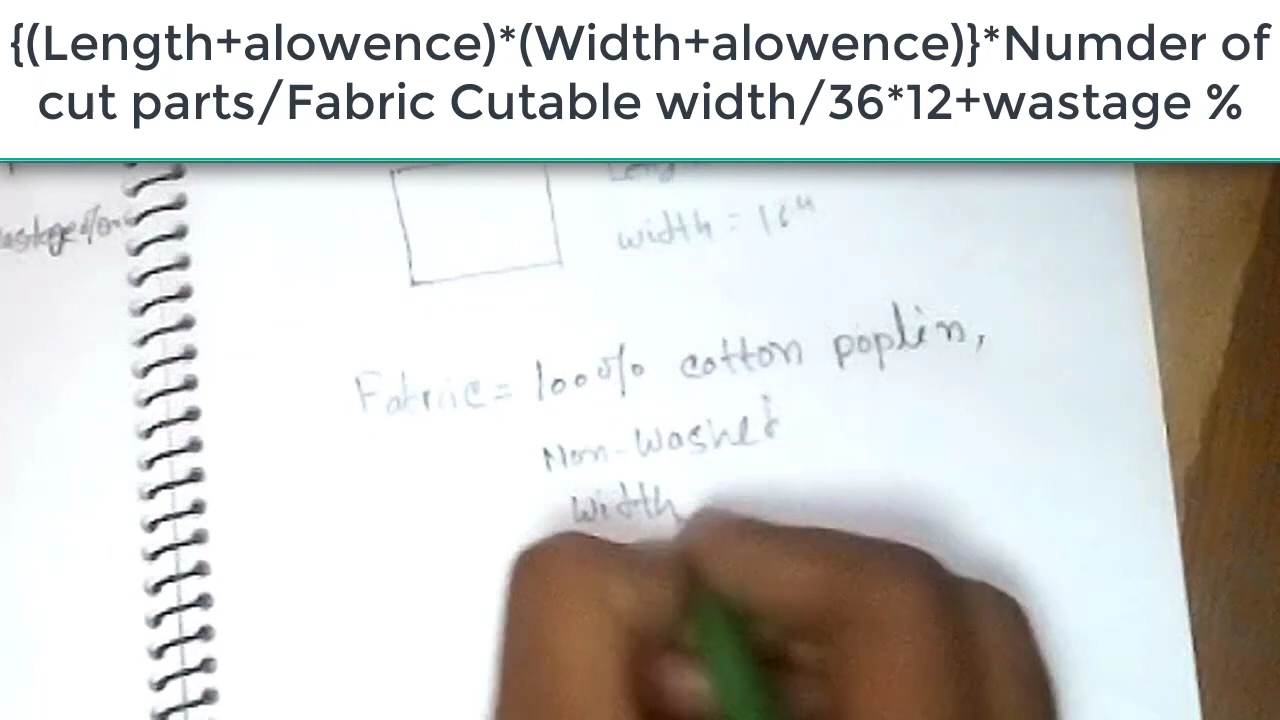 {(Length+alowence)*(Width+alowence)}*Numder of
cut parts/Fabric Cutable width/36*12+wastage %
width = 16"
Fabric = 100% cotton poplin,
Non-Washed
Width